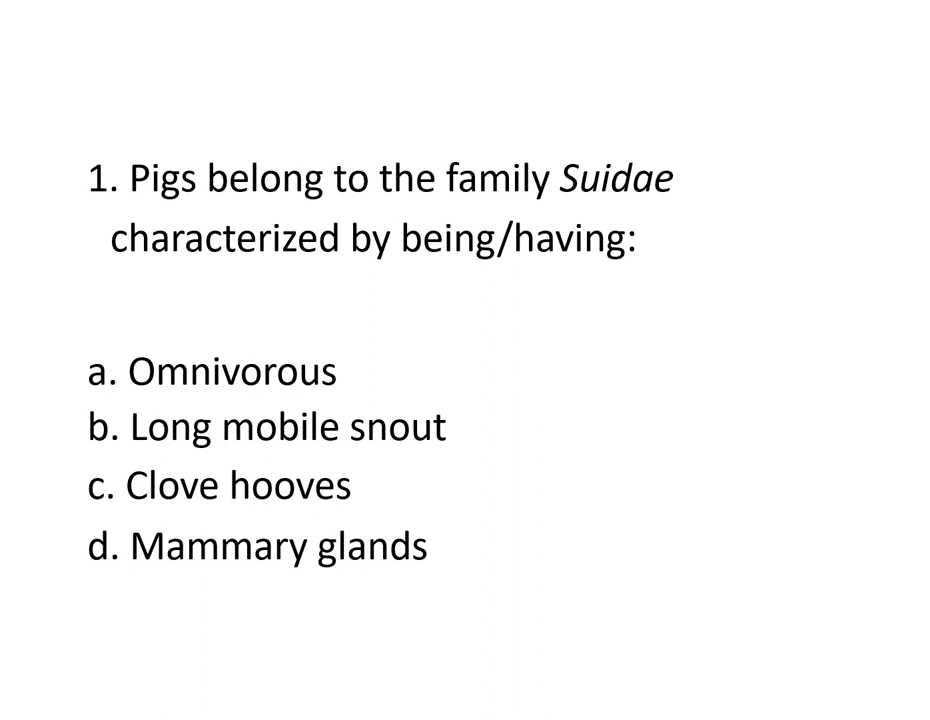 1. Pigs belong to the family Suidae
characterized by being/having:
a. Omnivorous
b. Long mobile snout
c. Clove hooves
d. Mammary glands